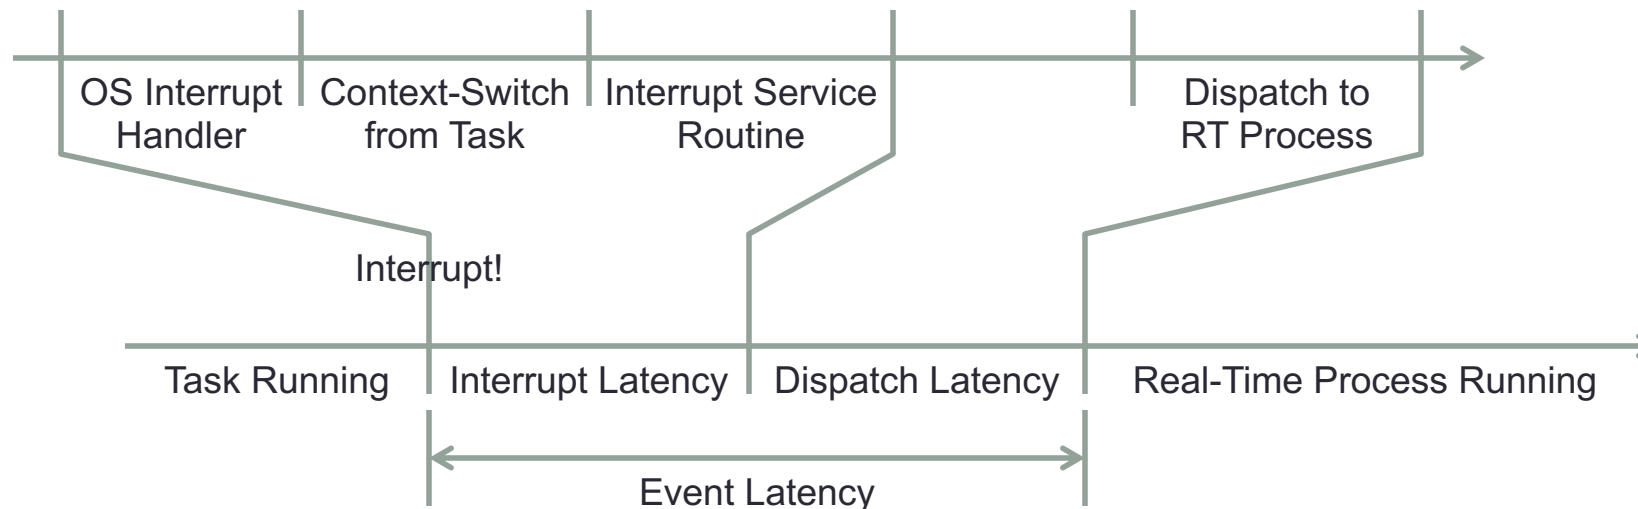 OS Interrupt
Handler
Context-Switch
from Task
Interrupt Service
Routine
Dispatch to
RT Process
Interrupt!
Task Running
Interrupt Latency
Dispatch Latency
Real-Time Process Running
Event Latency